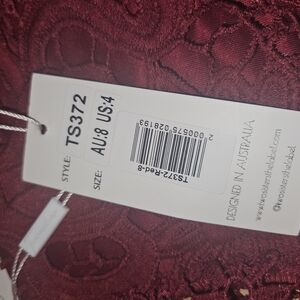 STYLE: TS372
SIZE: AU:8 US:4
2 000575 028193
TS372-Red-8
DESIGNED IN AUSTRALIA